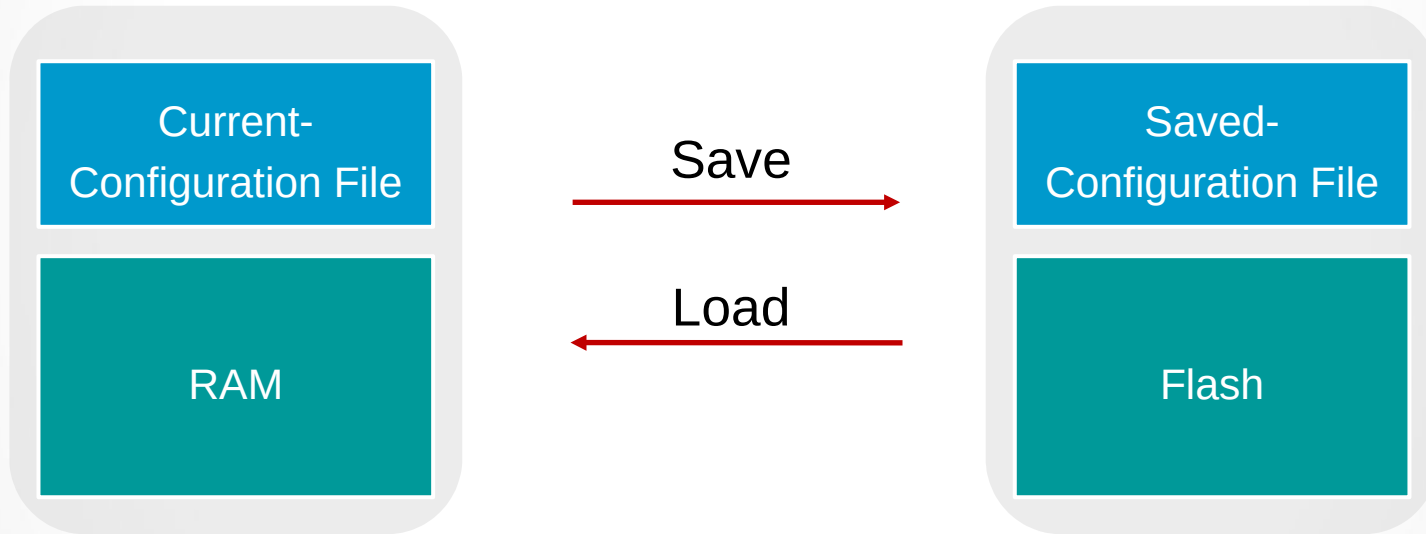 Current-
Configuration File
RAM
Save
Load
Saved-
Configuration File
Flash